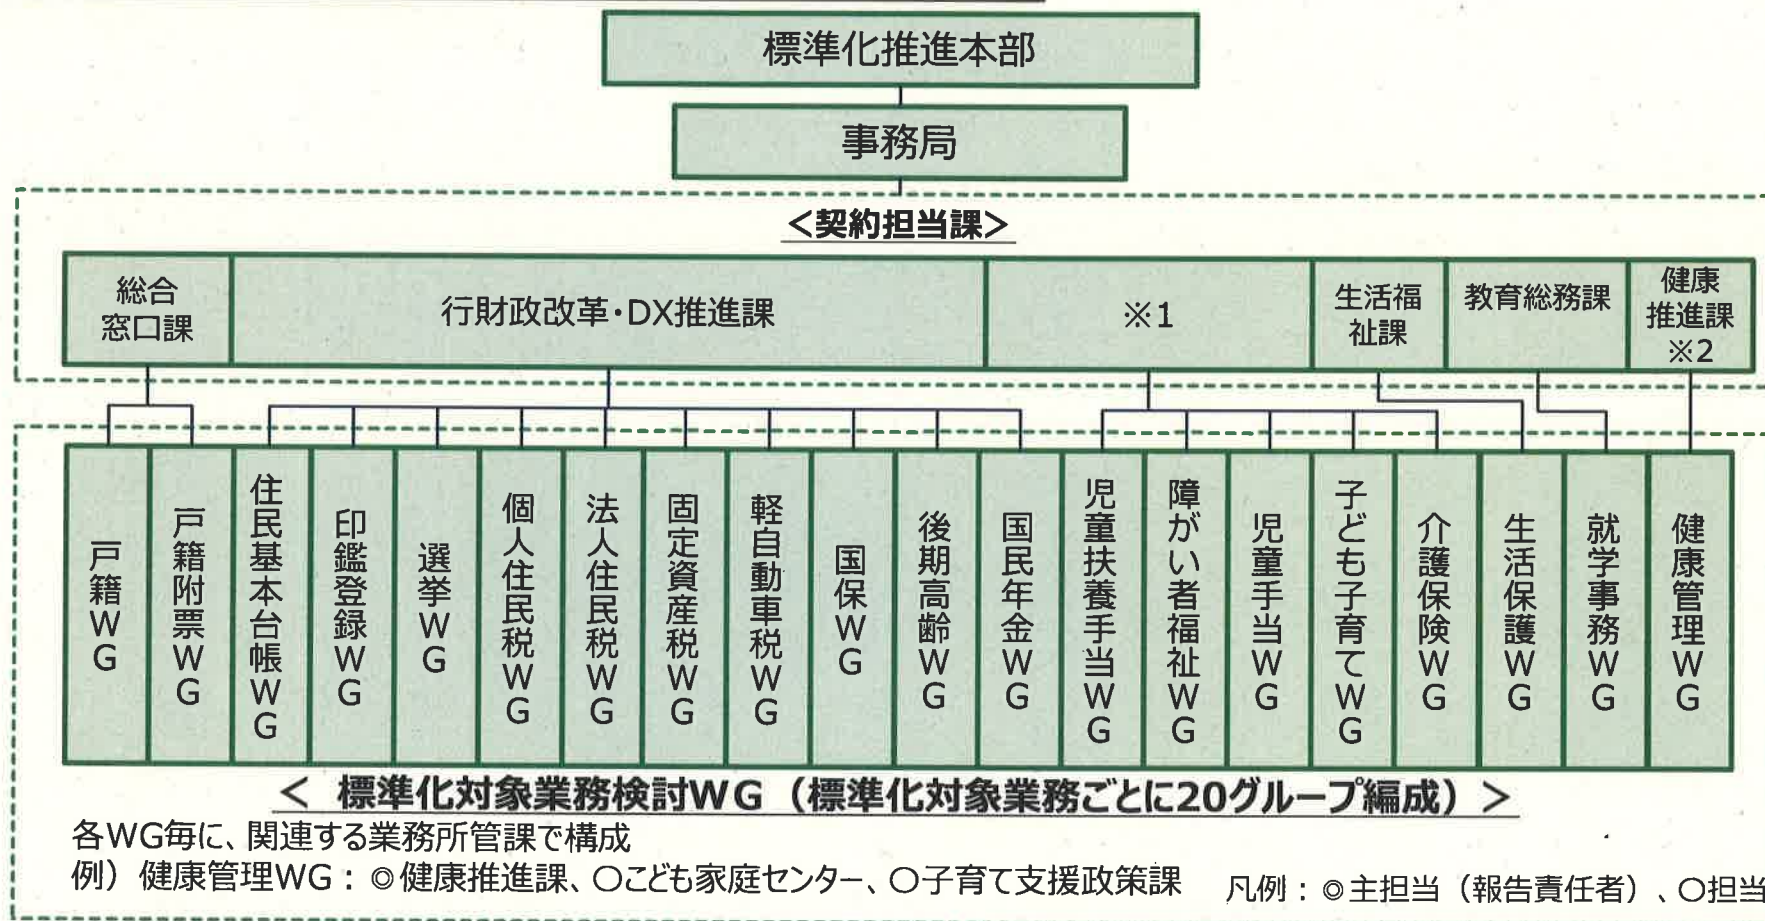 標準化推進本部
事務局
＜契約担当課＞
総合
窓口課
行財政改革・DX推進課
※1
生活福
祉課
教育総務課
健康
推進課
※2
戸籍WG
戸籍附票WG
住民基本台帳WG
印鑑登録WG
選挙WG
個人住民税WG
法人住民税WG
固定資産税WG
軽自動車税WG
国保WG
後期高齢WG
国民年金WG
児童扶養手当WG
障がい者福祉WG
児童手当WG
子ども子育てWG
介護保険WG
生活保護WG
就学事務WG
健康管理WG
＜ 標準化対象業務検討WG（標準化対象業務ごとに20グループ編成）＞
各WG毎に、関連する業務所管課で構成
例）健康管理WG：◎健康推進課、〇こども家庭センター、〇子育て支援政策課
凡例：◎主担当（報告責任者）、〇担当